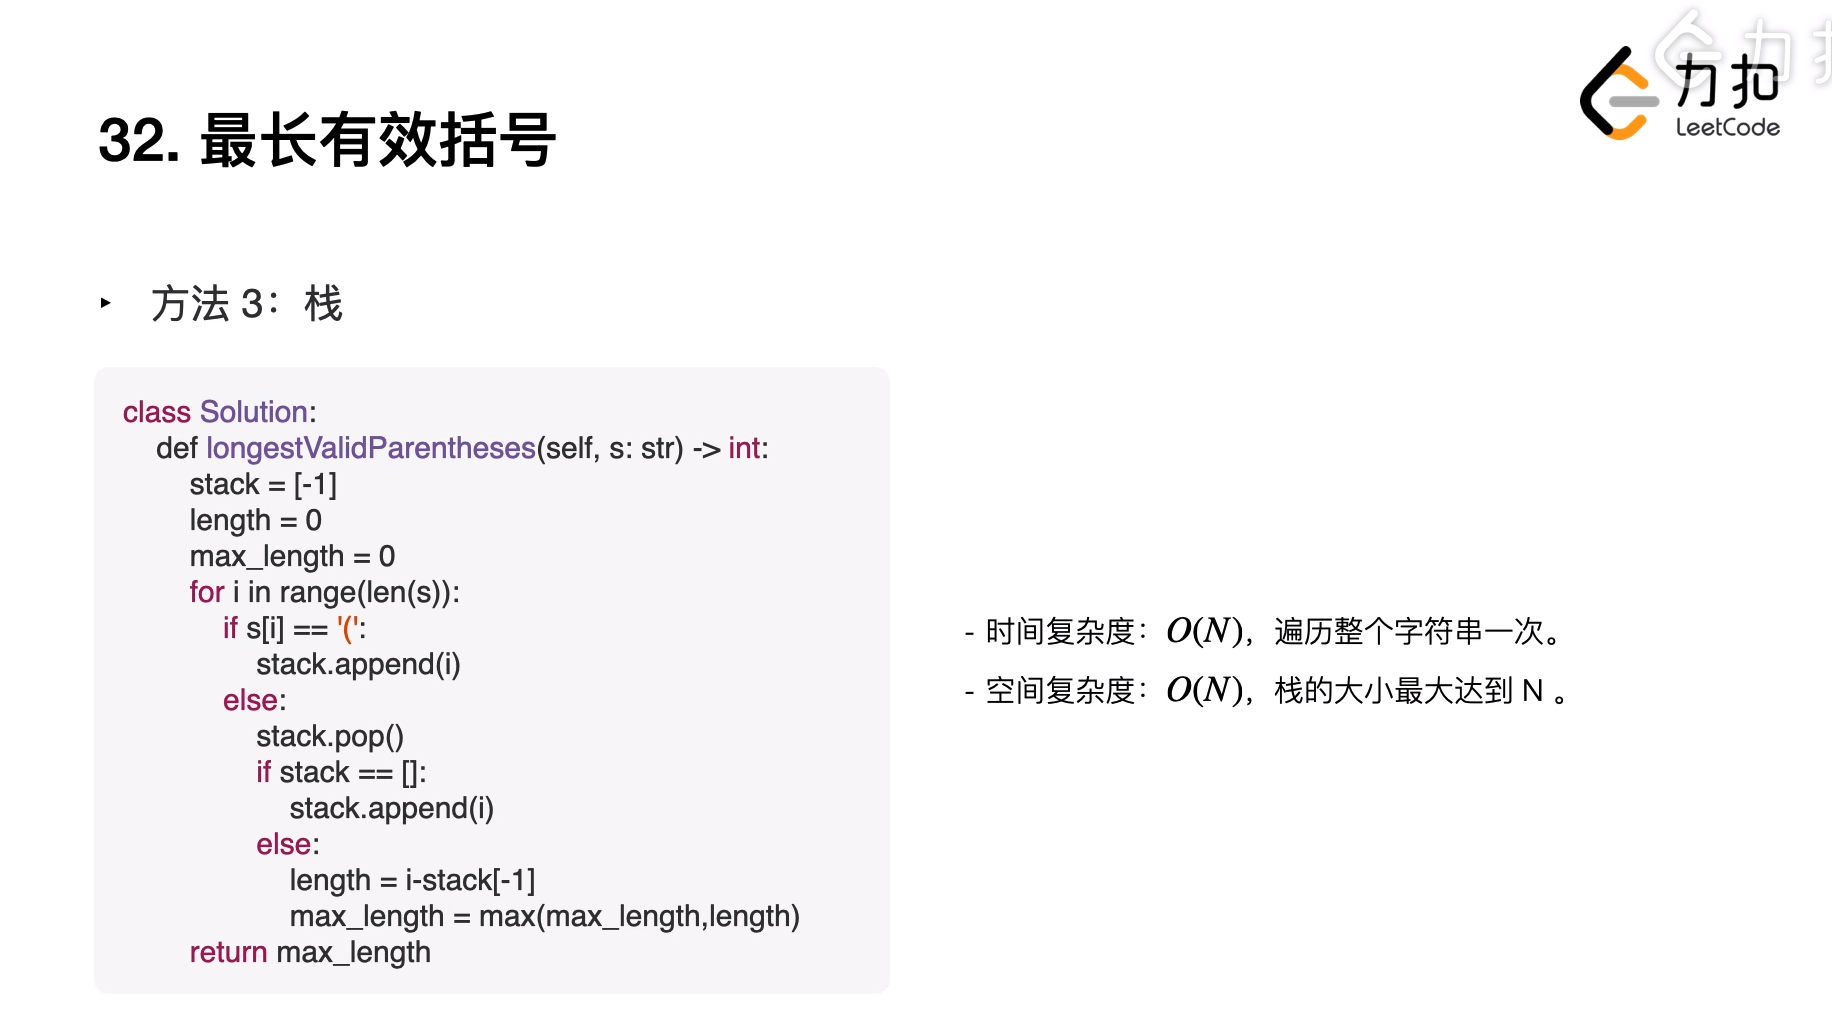 力扣
力扣
LeetCode
32. 最长有效括号
‣ 方法 3：栈
class Solution:
    def longestValidParentheses(self, s: str) -> int:
        stack = [-1]
        length = 0
        max_length = 0
        for i in range(len(s)):
            if s[i] == '(':
                stack.append(i)
            else:
                stack.pop()
                if stack == []:
                    stack.append(i)
                else:
                    length = i-stack[-1]
                    max_length = max(max_length,length)
        return max_length
- 时间复杂度：O(N)，遍历整个字符串一次。
- 空间复杂度：O(N)，栈的大小最大达到 N 。